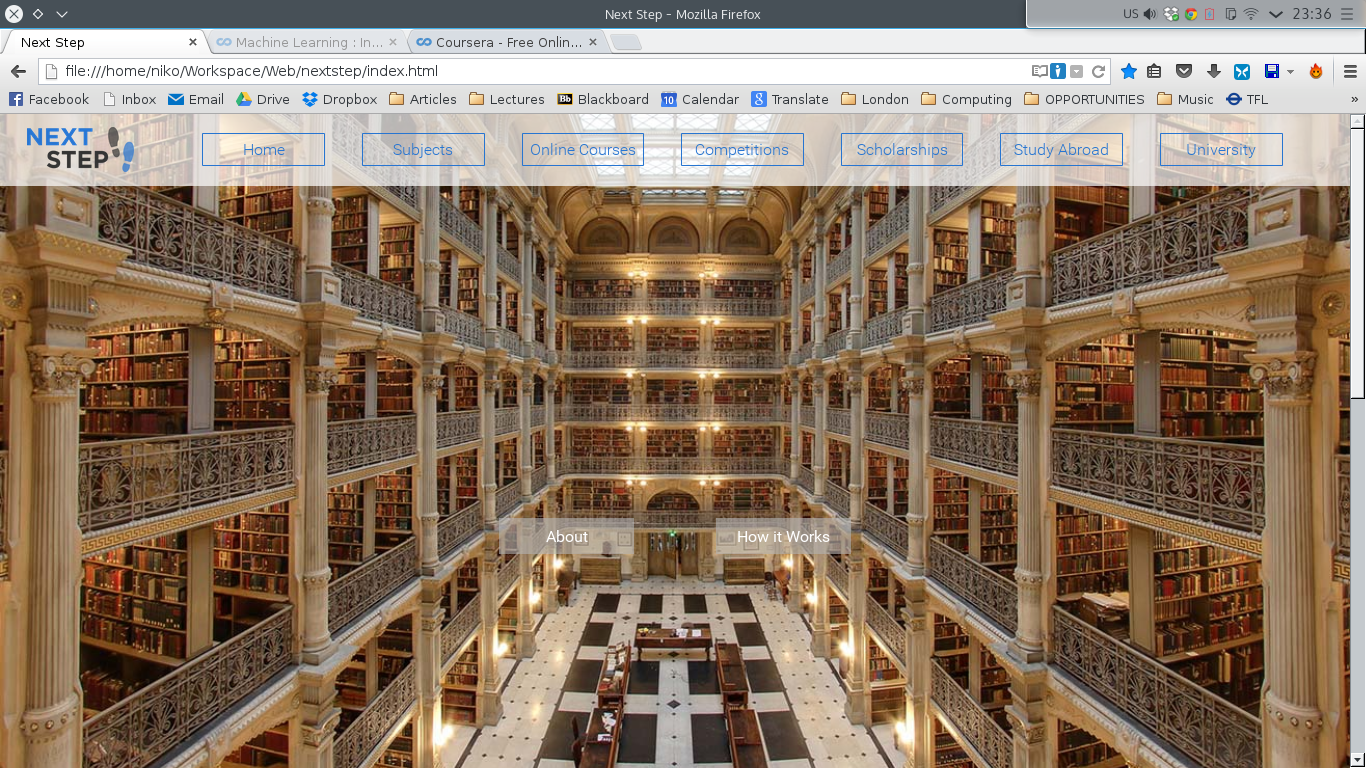 Next Step - Mozilla Firefox
US 23:36
Next Step Machine Learning : In... Coursera - Free Onlin...
file:///home/niko/Workspace/Web/nextstep/index.html
Facebook Inbox Email Drive Dropbox Articles Lectures Bb Blackboard 10 Calendar 8 Translate London Computing OPPORTUNITIES Music TFL »
NEXT
STEP
Home Subjects Online Courses Competitions Scholarships Study Abroad University
About How it Works